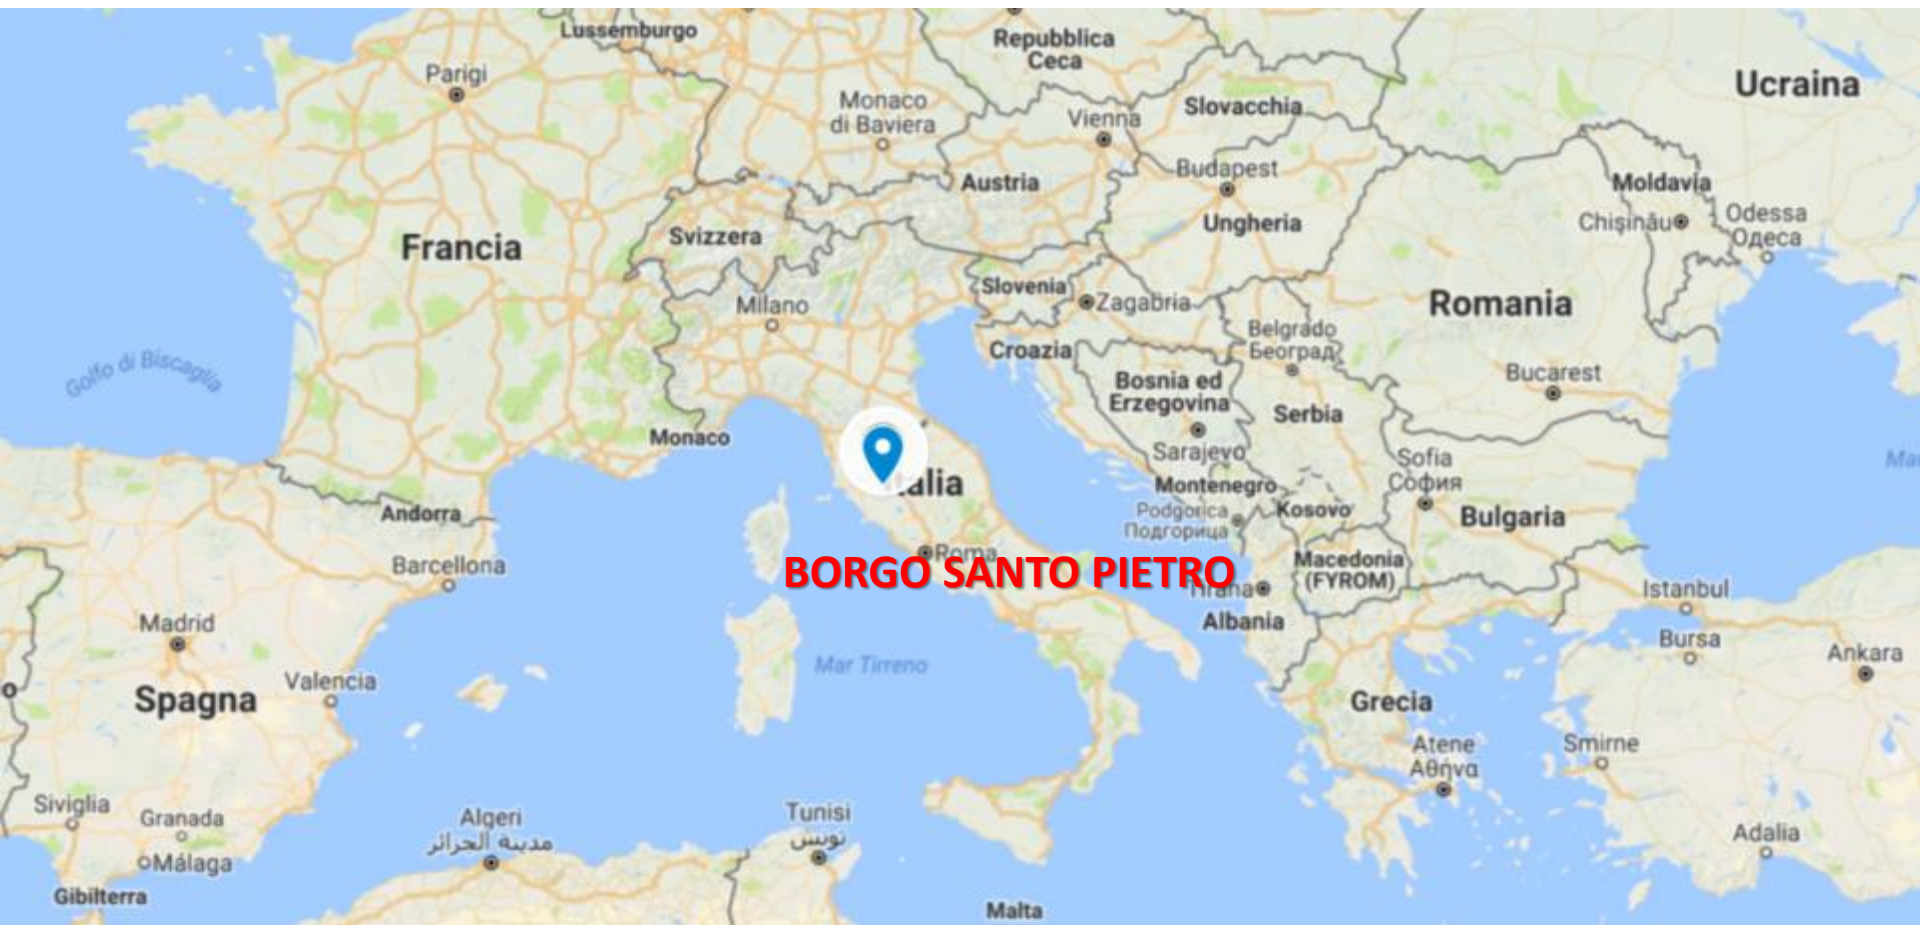 Lussemburgo
Repubblica
Ceca
Parigi
Ucraina
Monaco
di Baviera
Slovacchia
Vienna
Budapest
Austria
Moldavia
Ungheria
Chișinău
Odessa
Одеса
Francia
Svizzera
Slovenia
Zagabria
Romania
Milano
Belgrado
Београд
Croazia
Golfo di Biscaglia
Bosnia ed
Erzegovina
Bucarest
Serbia
Monaco
Sarajevo
Sofia
София
Montenegro
Italia
Andorra
Podgorica
Подгорица
Kosovo
Bulgaria
Roma
Barcellona
Macedonia
(FYROM)
BORGO SANTO PIETRO
Tirana
Istanbul
Albania
Madrid
Bursa
Ankara
Mar Tirreno
Valencia
Spagna
Grecia
Atene
Αθήνα
Smirne
Siviglia
Granada
Algeri
مدينة الجزائر
Tunisi
تونس
Adalia
Málaga
Gibilterra
Malta